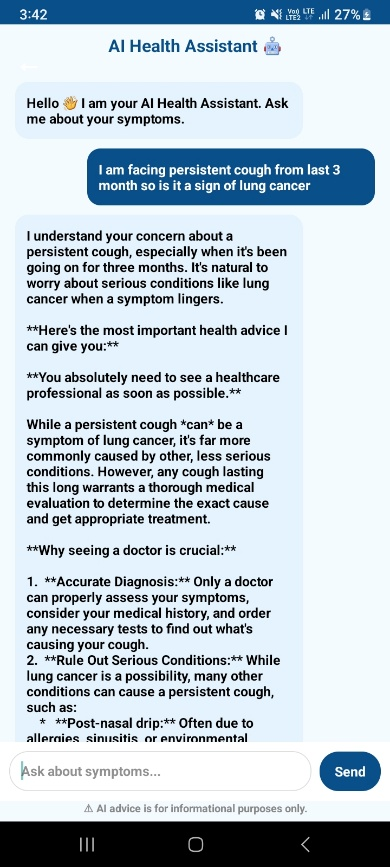 3:42
Vo) LTE
LTE2 27%
AI Health Assistant 🤖
Hello 👋 I am your AI Health Assistant. Ask
me about your symptoms.
I am facing persistent cough from last 3
month so is it a sign of lung cancer
I understand your concern about a
persistent cough, especially when it's been
going on for three months. It's natural to
worry about serious conditions like lung
cancer when a symptom lingers.
**Here's the most important health advice I
can give you:**
**You absolutely need to see a healthcare
professional as soon as possible.**
While a persistent cough *can* be a
symptom of lung cancer, it's far more
commonly caused by other, less serious
conditions. However, any cough lasting
this long warrants a thorough medical
evaluation to determine the exact cause
and get appropriate treatment.
**Why seeing a doctor is crucial:**
1. **Accurate Diagnosis:** Only a doctor
can properly assess your symptoms,
consider your medical history, and order
any necessary tests to find out what's
causing your cough.
2. **Rule Out Serious Conditions:** While
lung cancer is a possibility, many other
conditions can cause a persistent cough,
such as:
* **Post-nasal drip:** Often due to
allergies, sinusitis, or environmental
Ask about symptoms...
Send
⚠ AI advice is for informational purposes only.